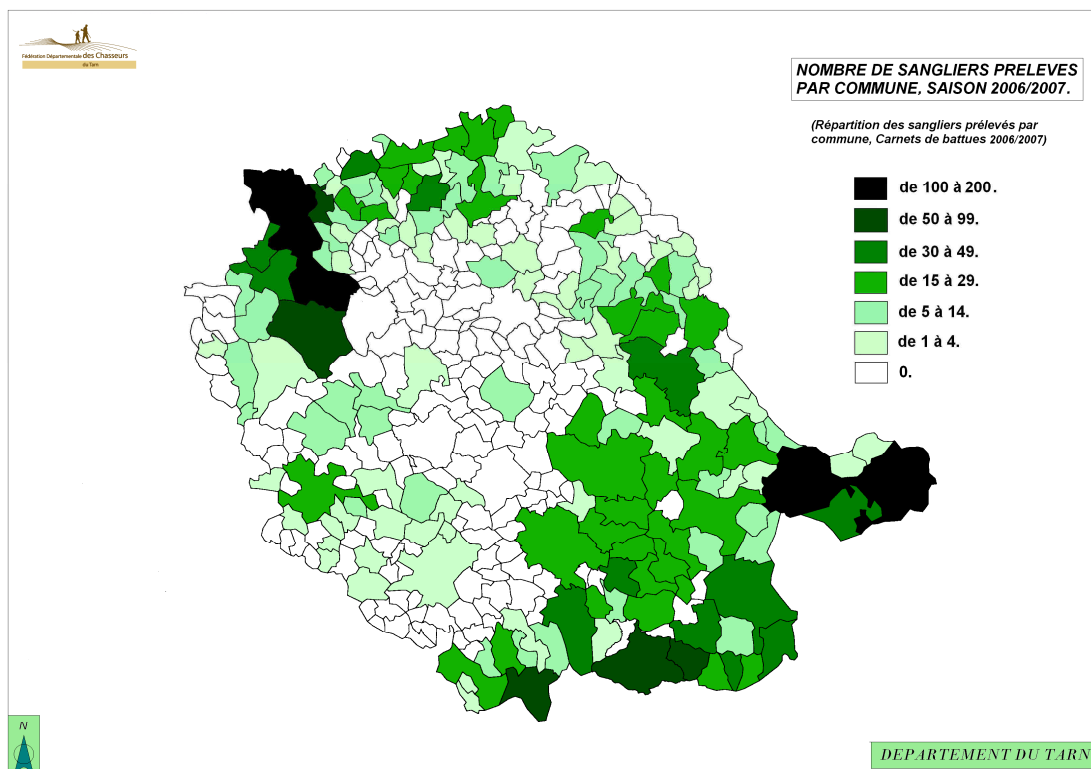 Fédération Départementale des Chasseurs
du Tarn
NOMBRE DE SANGLIERS PRELEVES
PAR COMMUNE, SAISON 2006/2007.
(Répartition des sangliers prélevés par
commune, Carnets de battues 2006/2007)
de 100 à 200.
de 50 à 99.
de 30 à 49.
de 15 à 29.
de 5 à 14.
de 1 à 4.
0.
N
DEPARTEMENT DU TARN